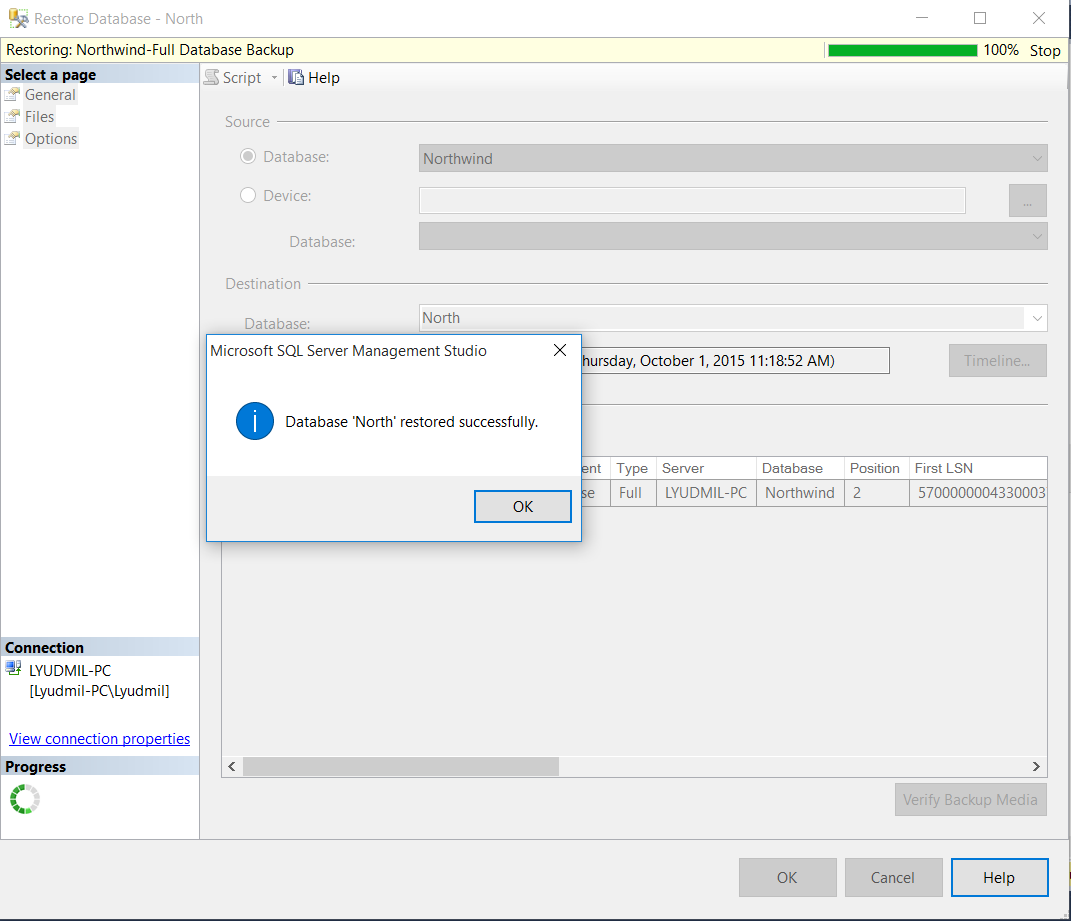 Restore Database - North
Restoring: Northwind-Full Database Backup
100% Stop
Select a page
General
Files
Options
Script
Help
Source
Database:
Northwind
Device:
...
Database:
Destination
Database:
North
Microsoft SQL Server Management Studio
October 1, 2015 11:18:52 AM)
Timeline...
Database 'North' restored successfully.
OK
Type Server Database Position First LSN
Full LYUDMIL-PC Northwind 2 5700000004330003
Connection
LYUDMIL-PC
[Lyudmil-PC\Lyudmil]
View connection properties
Progress
Verify Backup Media
OK Cancel Help